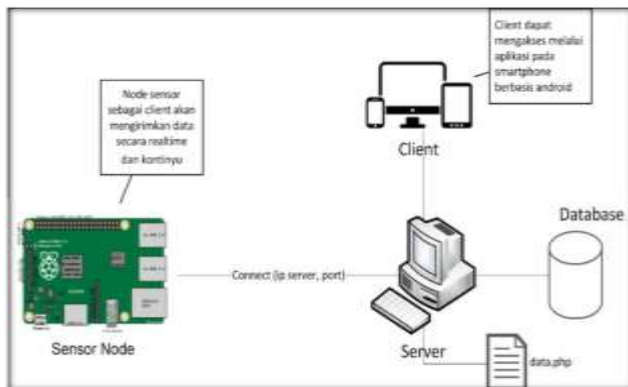 Client dapat
mengakses melalui
aplikasi pada
smartphone
berbasis android
Node sensor
sebagai client akan
mengirimkan data
secara realtime
dan kontinyu
Client
Database
Connect (ip server, port)
Sensor Node
Server
data.php